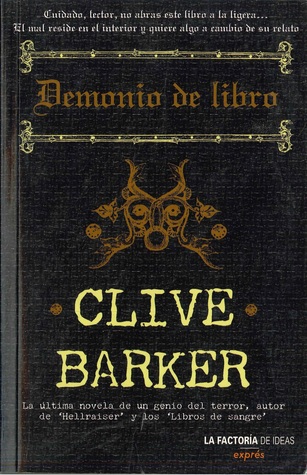 Cuidado, lector, no abras este libro a la ligera…
El mal reside en el interior y quiere algo a cambio de su relato
Demonio de libro
CLIVE
BARKER
La última novela de un genio del terror, autor
de ‘Hellraiser’ y los ‘Libros de sangre’
LA FACTORÍA DE IDEAS
exprés